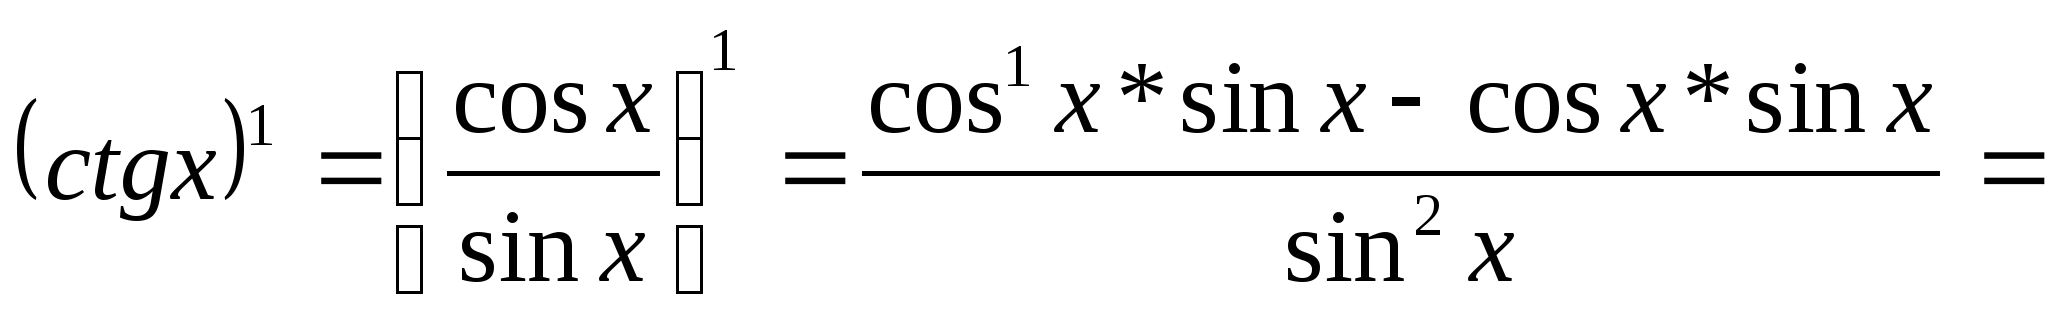 (ctgx)¹ = (cos x / sin x)¹ = (cos¹ x * sin x - cos x * sin x) / sin² x =